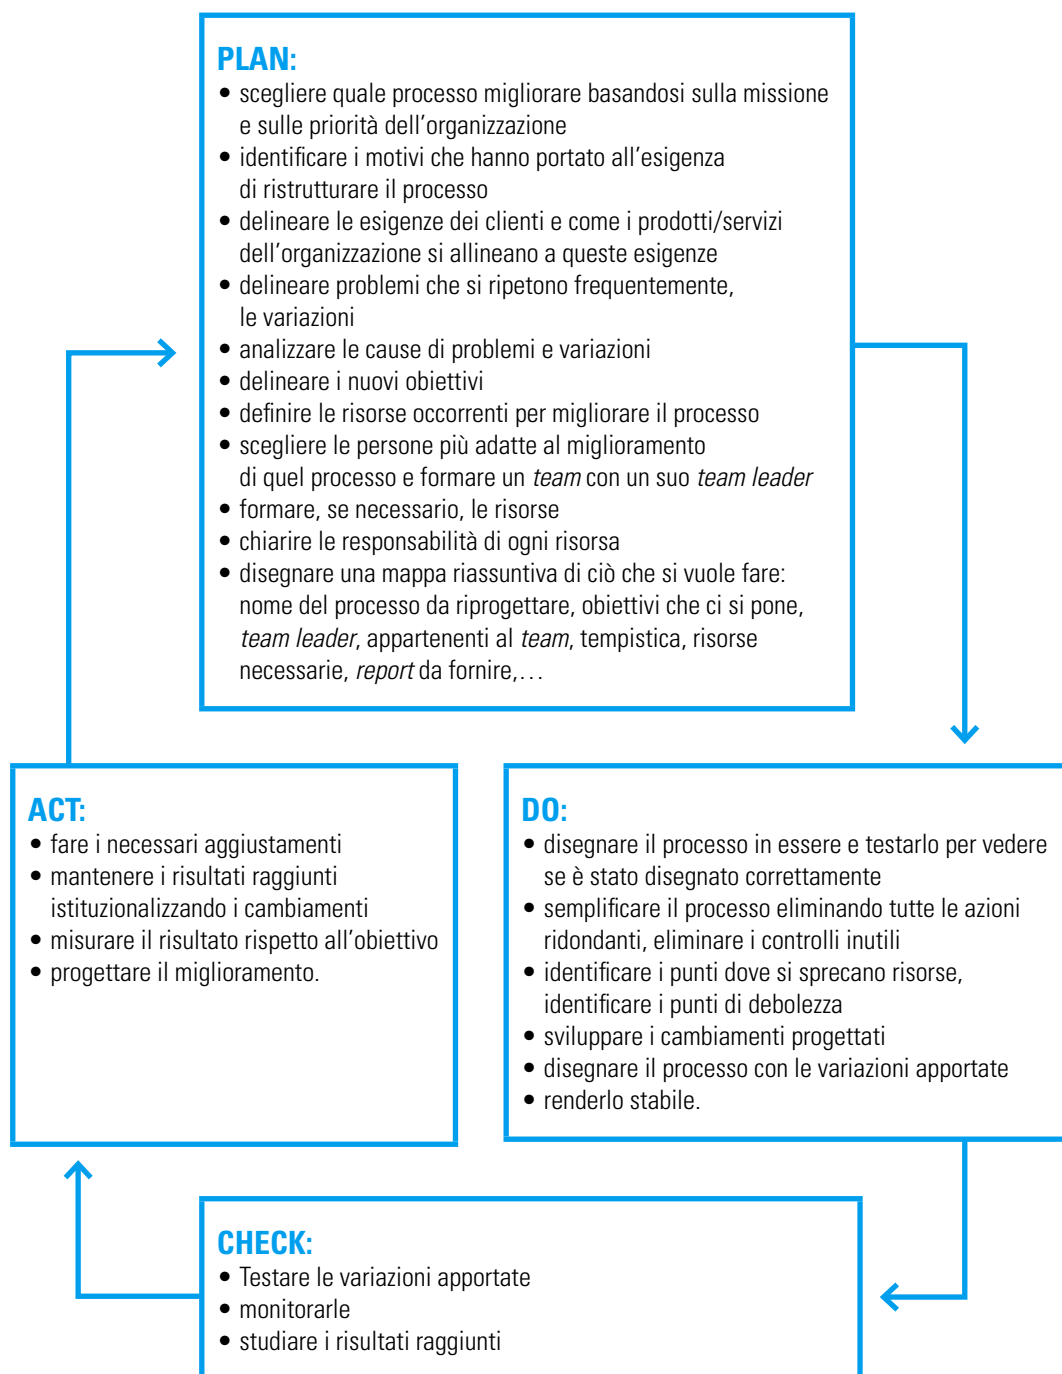 PLAN:
• scegliere quale processo migliorare basandosi sulla missione
e sulle priorità dell’organizzazione
• identificare i motivi che hanno portato all’esigenza
di ristrutturare il processo
• delineare le esigenze dei clienti e come i prodotti/servizi
dell’organizzazione si allineano a queste esigenze
• delineare problemi che si ripetono frequentemente,
le variazioni
• analizzare le cause di problemi e variazioni
• delineare i nuovi obiettivi
• definire le risorse occorrenti per migliorare il processo
• scegliere le persone più adatte al miglioramento
di quel processo e formare un team con un suo team leader
• formare, se necessario, le risorse
• chiarire le responsabilità di ogni risorsa
• disegnare una mappa riassuntiva di ciò che si vuole fare:
nome del processo da riprogettare, obiettivi che ci si pone,
team leader, appartenenti al team, tempistica, risorse
necessarie, report da fornire,…
ACT:
• fare i necessari aggiustamenti
• mantenere i risultati raggiunti
istituzionalizzando i cambiamenti
• misurare il risultato rispetto all’obiettivo
• progettare il miglioramento.
DO:
• disegnare il processo in essere e testarlo per vedere
se è stato disegnato correttamente
• semplificare il processo eliminando tutte le azioni
ridondanti, eliminare i controlli inutili
• identificare i punti dove si sprecano risorse,
identificare i punti di debolezza
• sviluppare i cambiamenti progettati
• disegnare il processo con le variazioni apportate
• renderlo stabile.
CHECK:
• Testare le variazioni apportate
• monitorarle
• studiare i risultati raggiunti